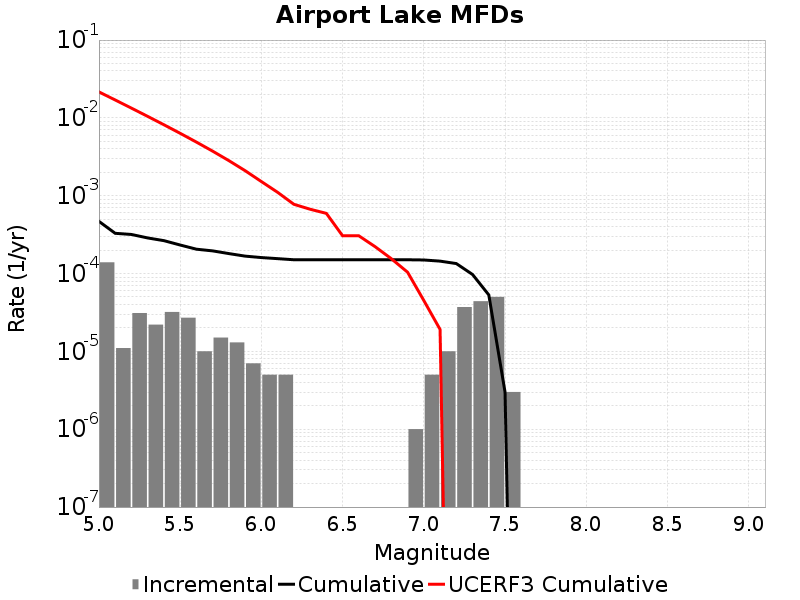 Airport Lake MFDs
10-1
10-2
10-3
10-4
10-5
10-6
10-7
Rate (1/yr)
5.0 5.5 6.0 6.5 7.0 7.5 8.0 8.5 9.0
Magnitude
Incremental Cumulative UCERF3 Cumulative